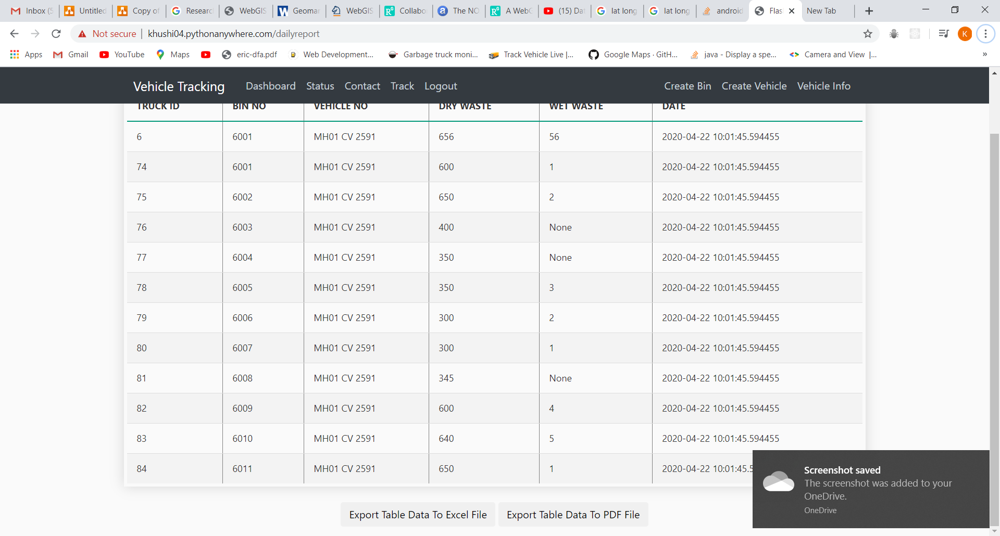 Inbox (5 Untitled Copy of Researc WebGIS Geomar WebGIS Collabo The NO A WebG (15) Dat lat long lat long android Flas New Tab
Not secure | khushi04.pythonanywhere.com/dailyreport K
Apps Gmail YouTube Maps eric-dfa.pdf Web Development... Garbage truck moni... Track Vehicle Live |... Google Maps · GitH... java - Display a spe... Camera and View |... »
Vehicle Tracking Dashboard Status Contact Track Logout Create Bin Create Vehicle Vehicle Info
TRUCK ID BIN NO VEHICLE NO DRY WASTE WET WASTE DATE
6 6001 MH01 CV 2591 656 56 2020-04-22 10:01:45.594455
74 6001 MH01 CV 2591 600 1 2020-04-22 10:01:45.594455
75 6002 MH01 CV 2591 650 2 2020-04-22 10:01:45.594455
76 6003 MH01 CV 2591 400 None 2020-04-22 10:01:45.594455
77 6004 MH01 CV 2591 350 None 2020-04-22 10:01:45.594455
78 6005 MH01 CV 2591 350 3 2020-04-22 10:01:45.594455
79 6006 MH01 CV 2591 300 2 2020-04-22 10:01:45.594455
80 6007 MH01 CV 2591 300 1 2020-04-22 10:01:45.594455
81 6008 MH01 CV 2591 345 None 2020-04-22 10:01:45.594455
82 6009 MH01 CV 2591 600 4 2020-04-22 10:01:45.594455
83 6010 MH01 CV 2591 640 5 2020-04-22 10:01:45.594455
84 6011 MH01 CV 2591 650 1 2020-04-22 10:01:45.5
Screenshot saved
The screenshot was added to your
OneDrive.
OneDrive
Export Table Data To Excel File Export Table Data To PDF File